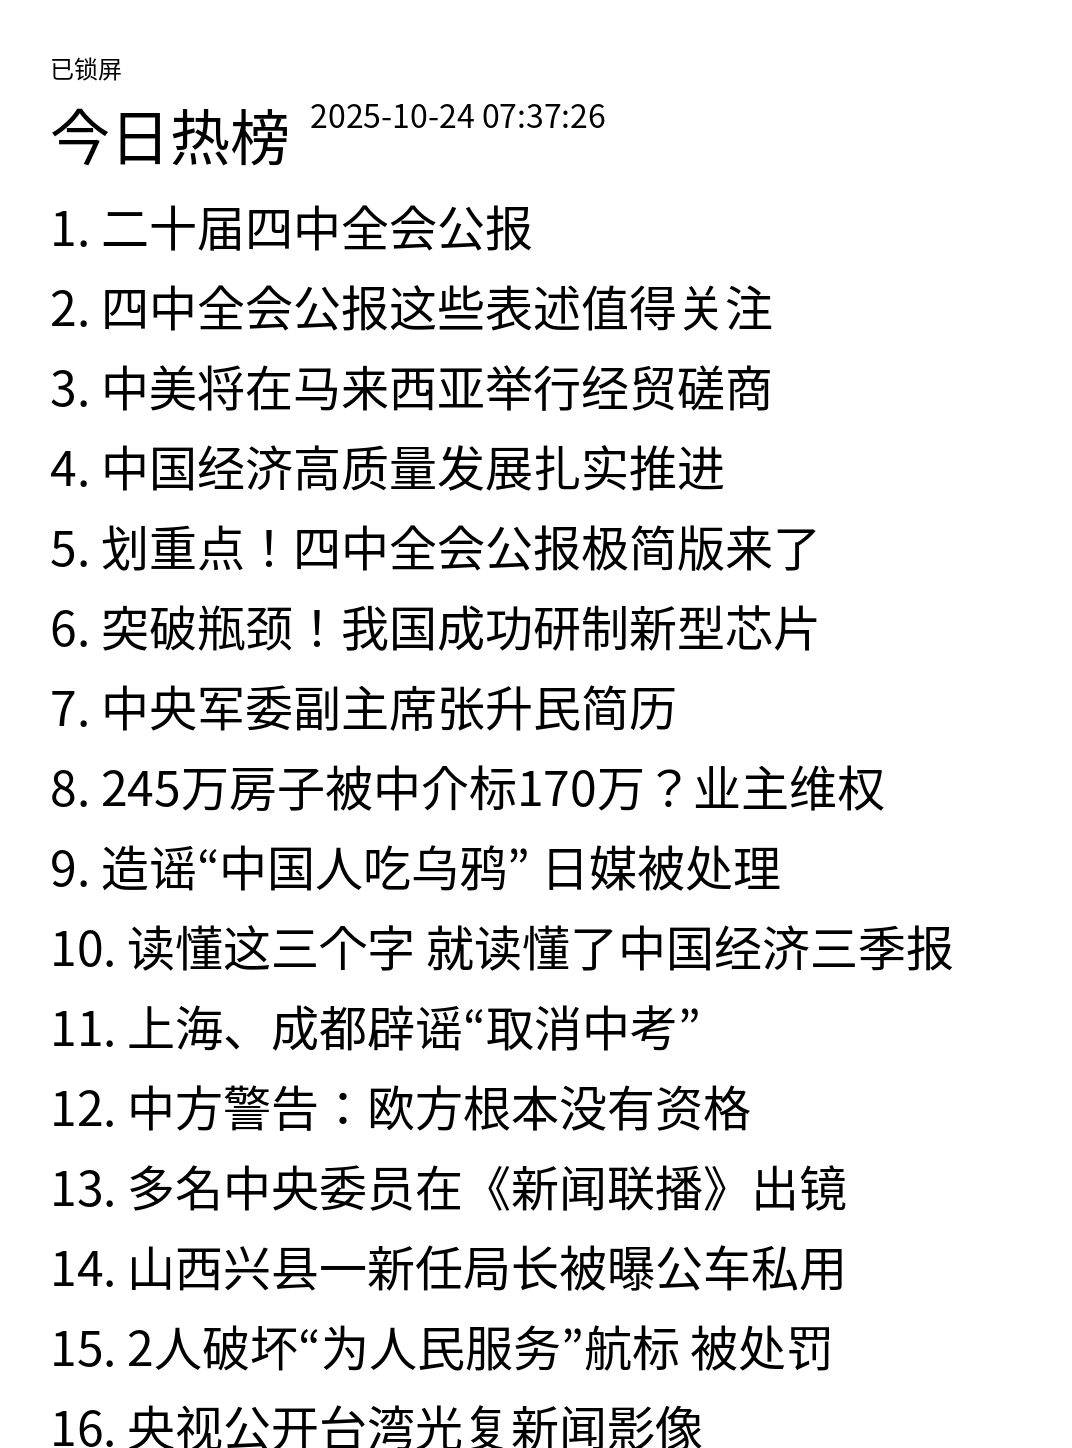 已锁屏
今日热榜 2025-10-24 07:37:26
1. 二十届四中全会公报
2. 四中全会公报这些表述值得关注
3. 中美将在马来西亚举行经贸磋商
4. 中国经济高质量发展扎实推进
5. 划重点！四中全会公报极简版来了
6. 突破瓶颈！我国成功研制新型芯片
7. 中央军委副主席张升民简历
8. 245万房子被中介标170万？业主维权
9. 造谣“中国人吃乌鸦” 日媒被处理
10. 读懂这三个字 就读懂了中国经济三季报
11. 上海、成都辟谣“取消中考”
12. 中方警告：欧方根本没有资格
13. 多名中央委员在《新闻联播》出镜
14. 山西兴县一新任局长被曝公车私用
15. 2人破坏“为人民服务”航标 被处罚
16. 央视公开台湾光复新闻影像